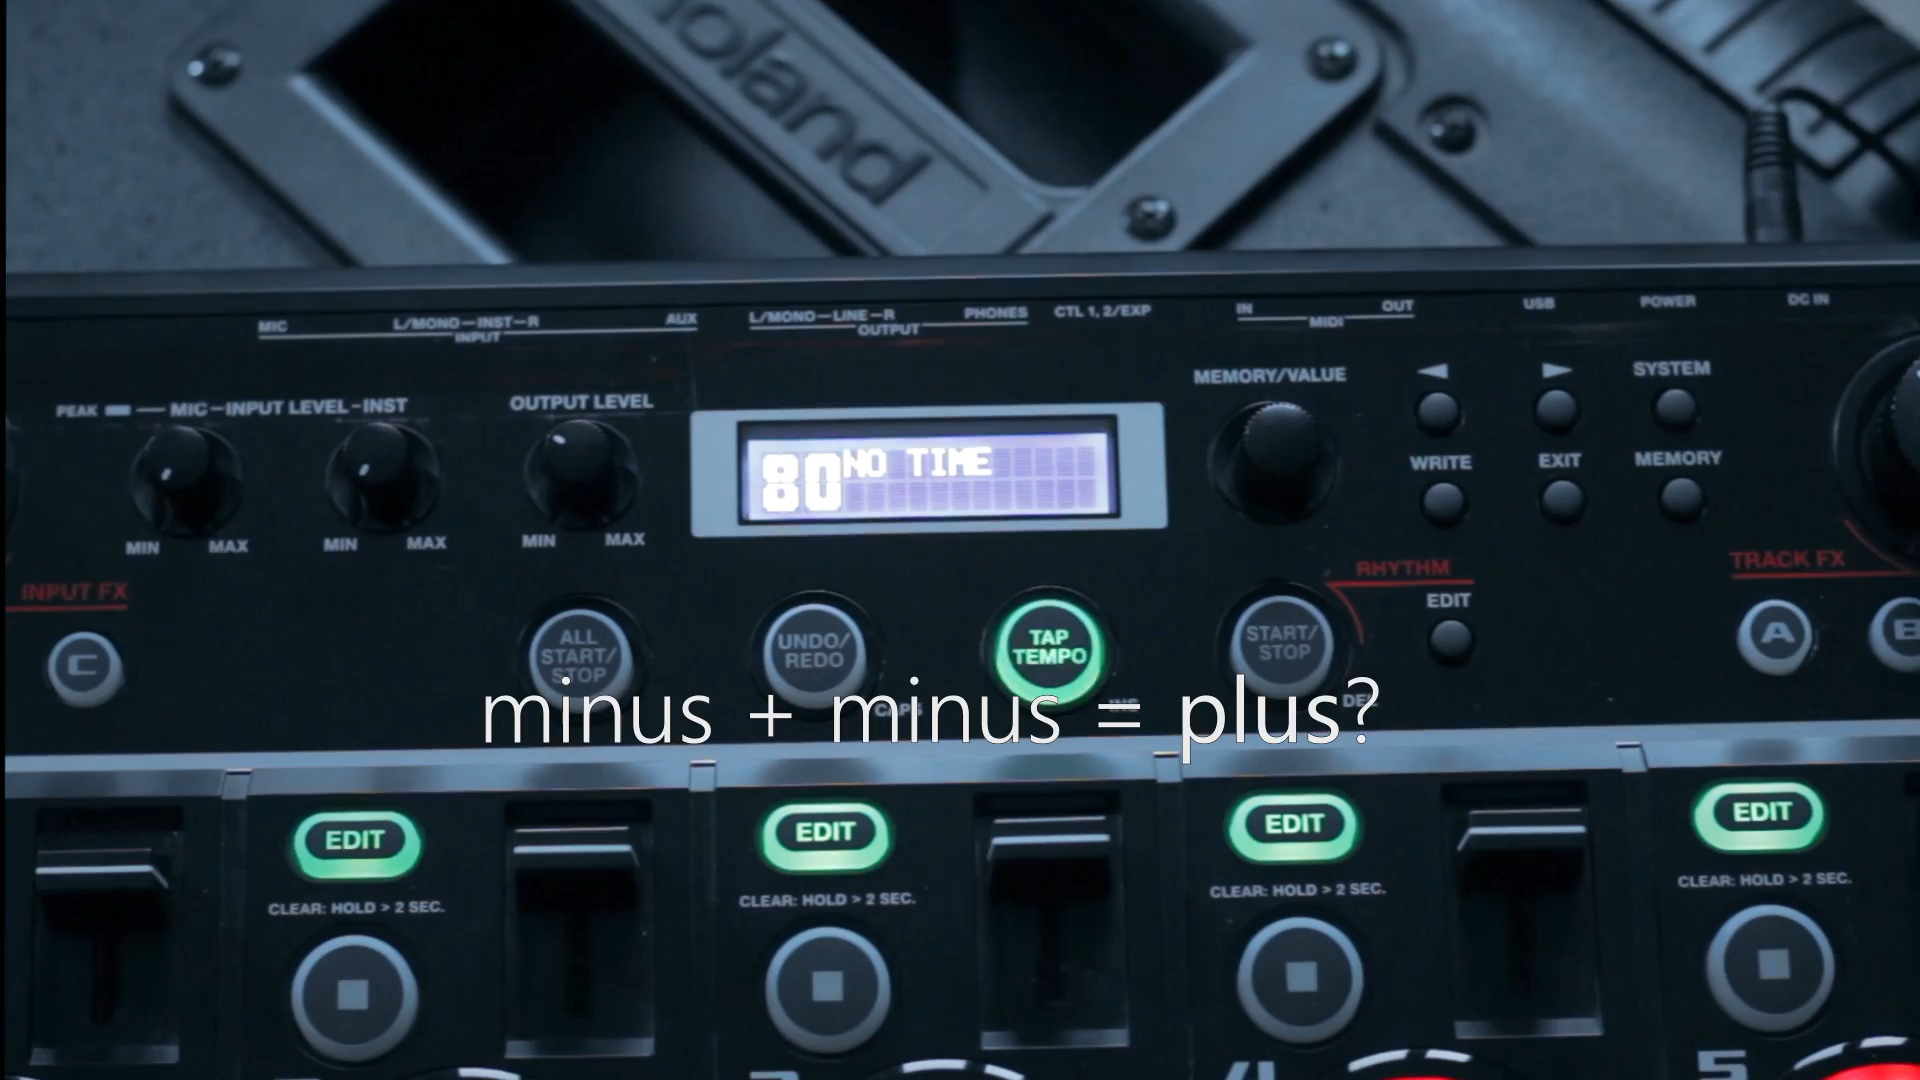 Roland
MIC
L/MONO—INST—R
AUX
INPUT
L/MONO—LINE—R
PHONES
OUTPUT
CTL 1, 2/EXP
IN
OUT
MIDI
USB
POWER
DC IN
PEAK
MIC—INPUT LEVEL—INST
OUTPUT LEVEL
MIN MAX
MIN MAX
MIN MAX
80 NO TIME
MEMORY/VALUE
SYSTEM
WRITE
EXIT
MEMORY
INPUT FX
C
ALL
START/
STOP
UNDO/
REDO
CAPS
TAP
TEMPO
INS
START/
STOP
DEL
RHYTHM
EDIT
TRACK FX
A
B
minus + minus = plus?
EDIT
CLEAR: HOLD > 2 SEC.
EDIT
CLEAR: HOLD > 2 SEC.
EDIT
CLEAR: HOLD > 2 SEC.
EDIT
CLEAR: HOLD > 2 SEC.
4
5